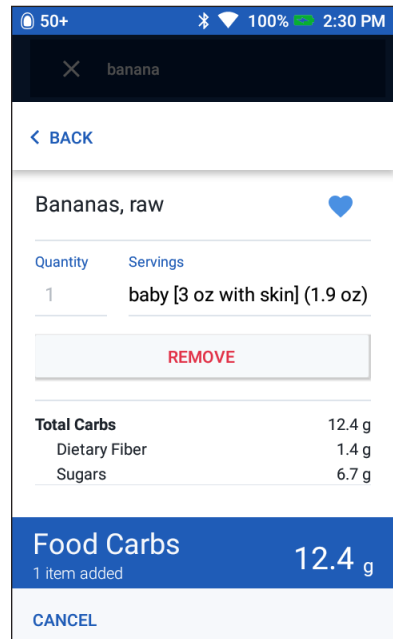 50+ 100% 2:30 PM
banana
BACK
Bananas, raw
Quantity Servings
1 baby [3 oz with skin] (1.9 oz)
REMOVE
Total Carbs 12.4 g
Dietary Fiber 1.4 g
Sugars 6.7 g
Food Carbs 12.4 g
1 item added
CANCEL